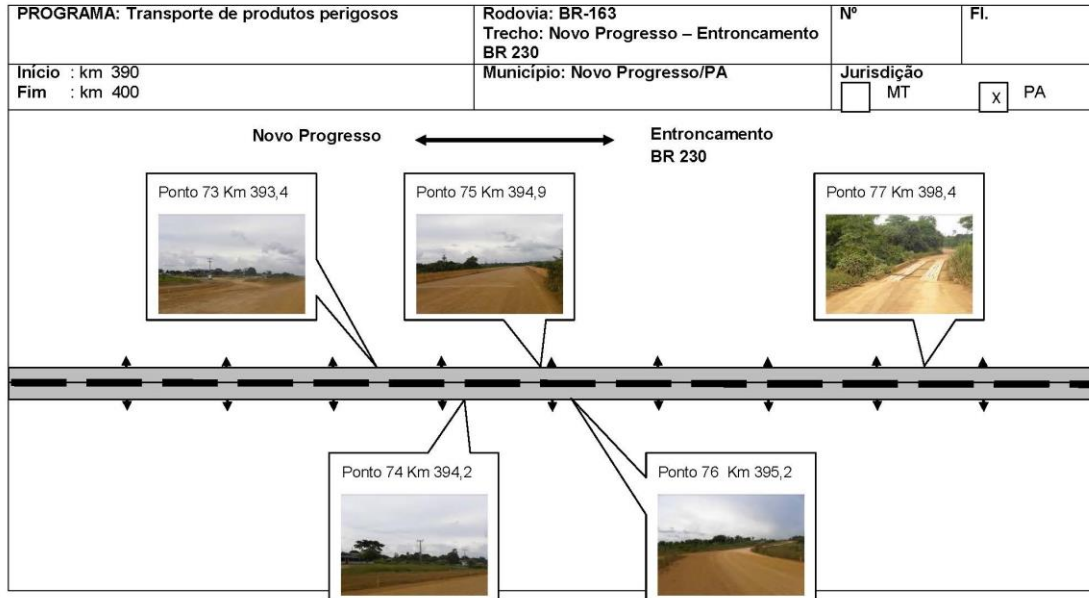 PROGRAMA: Transporte de produtos perigosos
Rodovia: BR-163
Trecho: Novo Progresso – Entroncamento
BR 230
Nº
Fl.
Início : km 390
Fim : km 400
Município: Novo Progresso/PA
Jurisdição
MT
X PA
Novo Progresso
Entroncamento
BR 230
Ponto 73 Km 393,4
Ponto 75 Km 394,9
Ponto 77 Km 398,4
Ponto 74 Km 394,2
Ponto 76 Km 395,2